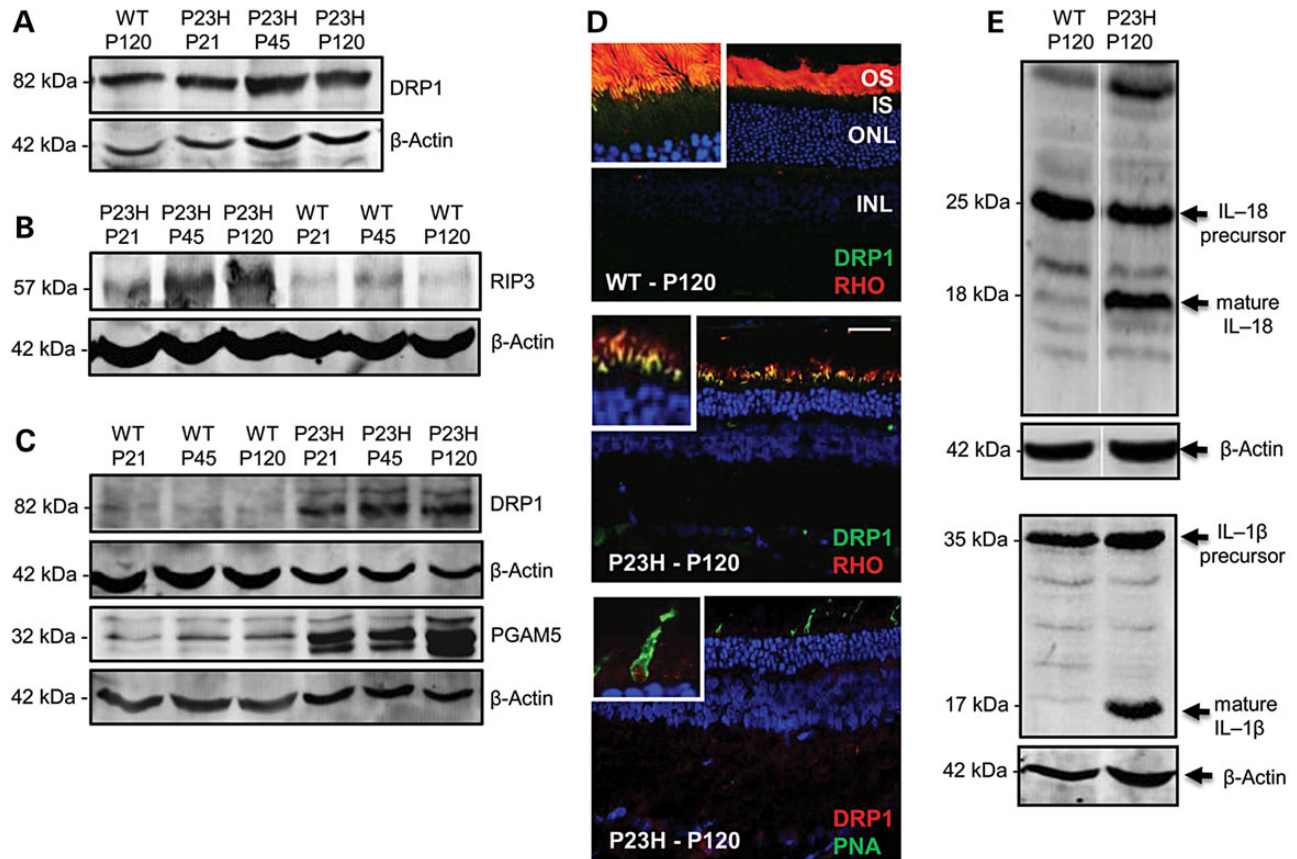 A
WT P23H P23H P23H
P120 P21 P45 P120
82 kDa
DRP1
42 kDa
β-Actin
B
P23H P23H P23H WT WT WT
P21 P45 P120 P21 P45 P120
57 kDa
RIP3
42 kDa
β-Actin
C
WT WT WT P23H P23H P23H
P21 P45 P120 P21 P45 P120
82 kDa
DRP1
42 kDa
β-Actin
32 kDa
PGAM5
42 kDa
β-Actin
D
OS
IS
ONL
INL
DRP1
WT - P120 RHO
DRP1
P23H - P120 RHO
DRP1
P23H - P120 PNA
E
WT P23H
P120 P120
25 kDa
IL–18
precursor
18 kDa
mature
IL–18
42 kDa
β-Actin
35 kDa
IL–1β
precursor
17 kDa
mature
IL–1β
42 kDa
β-Actin